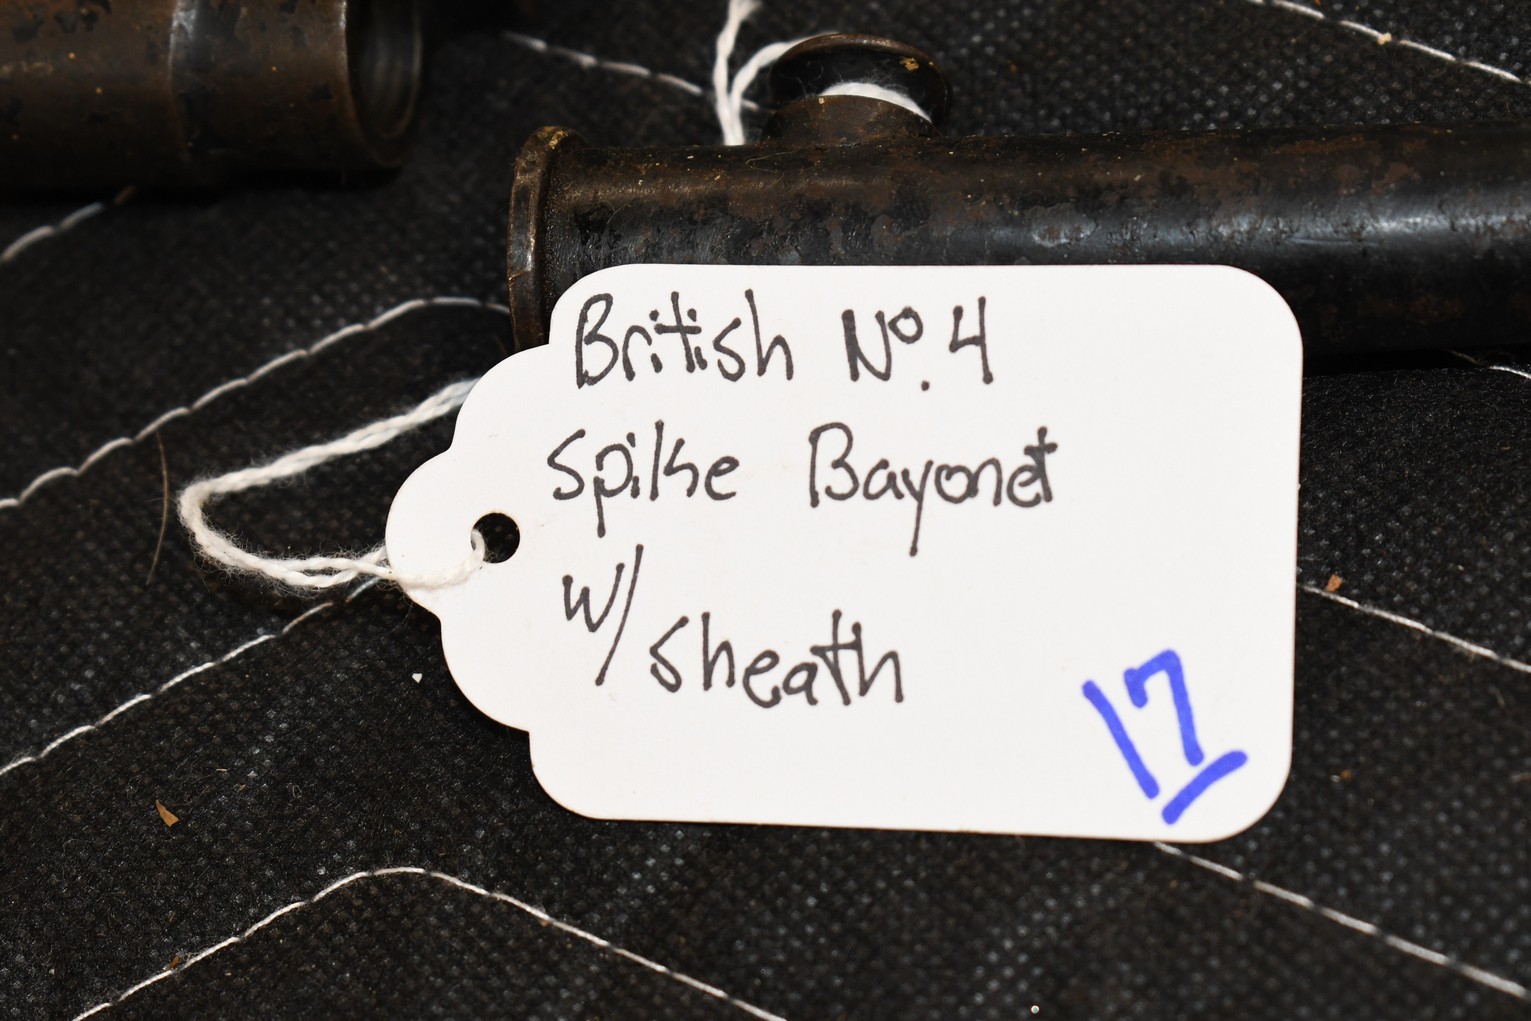 British No. 4
Spike Bayonet
w/ Sheath
17